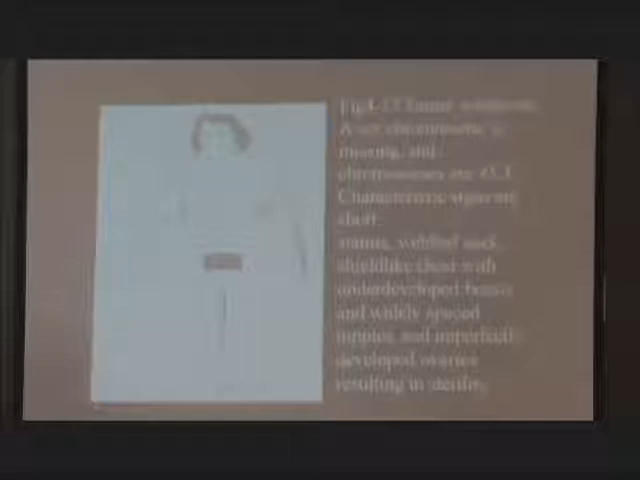 Turner syndrome.
A sex chromosome is
missing, and
chromosomes are 45,X
Characteristic signs are
short
stature, webbed neck,
shieldlike chest with
underdeveloped breasts
and widely spaced
nipples, and imperfectly
developed ovaries
resulting in sterility.